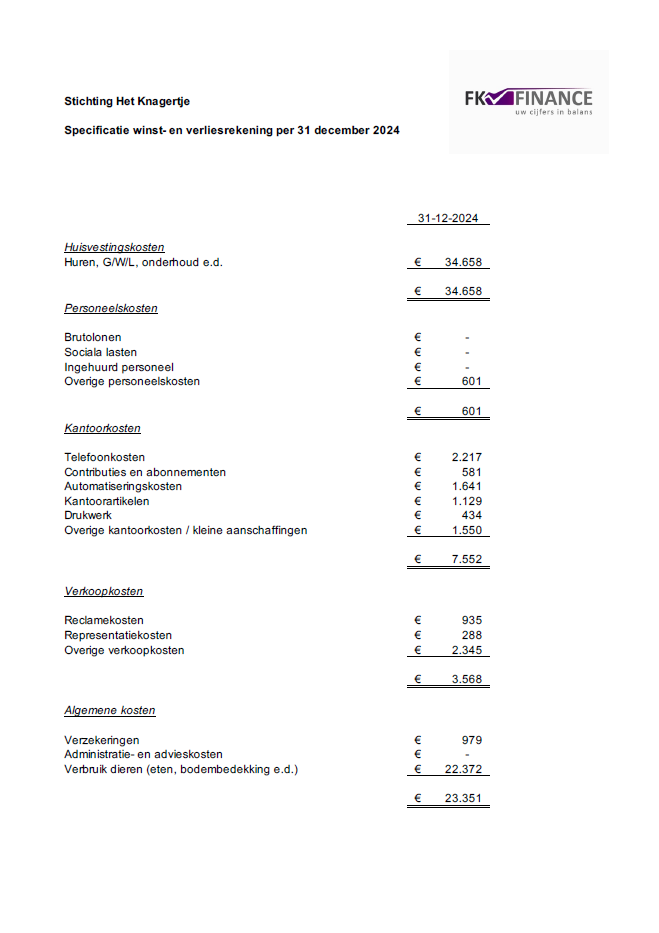 FK FINANCE
uw cijfers in balans
Stichting Het Knagertje
Specificatie winst- en verliesrekening per 31 december 2024
31-12-2024
Huisvestingskosten
Huren, G/W/L, onderhoud e.d. € 34.658
€ 34.658
Personeelskosten
Brutolonen € -
Sociala lasten € -
Ingehuurd personeel € -
Overige personeelskosten € 601
€ 601
Kantoorkosten
Telefoonkosten € 2.217
Contributies en abonnementen € 581
Automatiseringskosten € 1.641
Kantoorartikelen € 1.129
Drukwerk € 434
Overige kantoorkosten / kleine aanschaffingen € 1.550
€ 7.552
Verkoopkosten
Reclamekosten € 935
Representatiekosten € 288
Overige verkoopkosten € 2.345
€ 3.568
Algemene kosten
Verzekeringen € 979
Administratie- en advieskosten € -
Verbruik dieren (eten, bodembedekking e.d.) € 22.372
€ 23.351